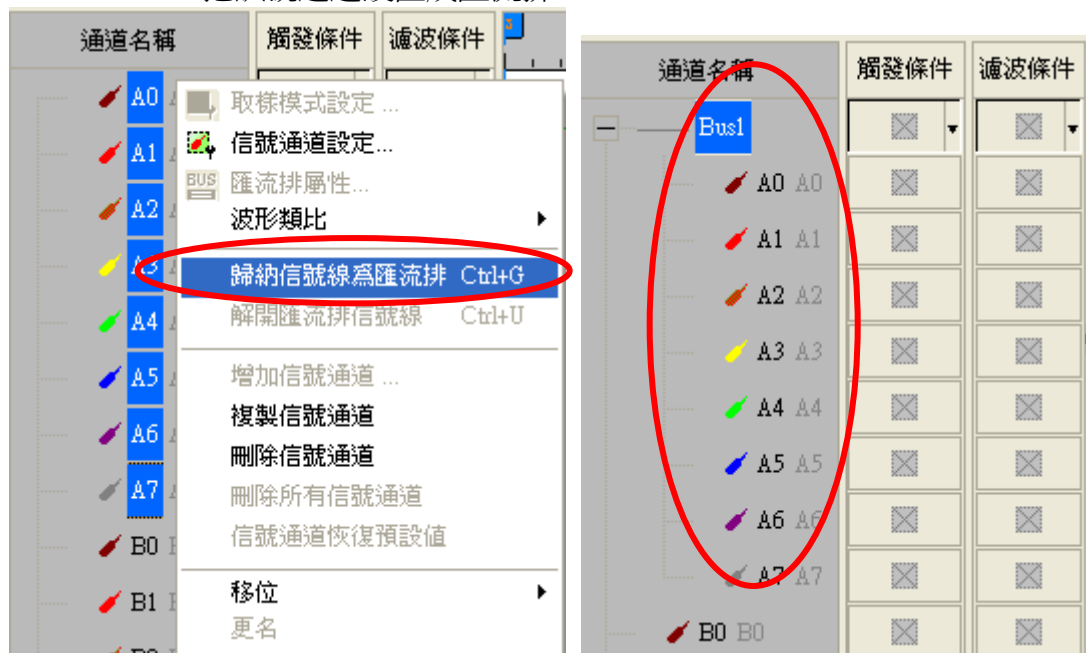 通道名稱 觸發條件 濾波條件
A0
A1
A2
A3
A4
A5
A6
A7
B0
B1
取樣模式設定 ...
信號通道設定...
BUS 匯流排屬性...
波形類比
歸納信號線爲匯流排 Ctrl+G
解開匯流排信號線 Ctrl+U
增加信號通道 ...
複製信號通道
刪除信號通道
刪除所有信號通道
信號通道恢復預設值
移位
更名
通道名稱 觸發條件 濾波條件
Bus1
A0 A0
A1 A1
A2 A2
A3 A3
A4 A4
A5 A5
A6 A6
A7 A7
B0 B0